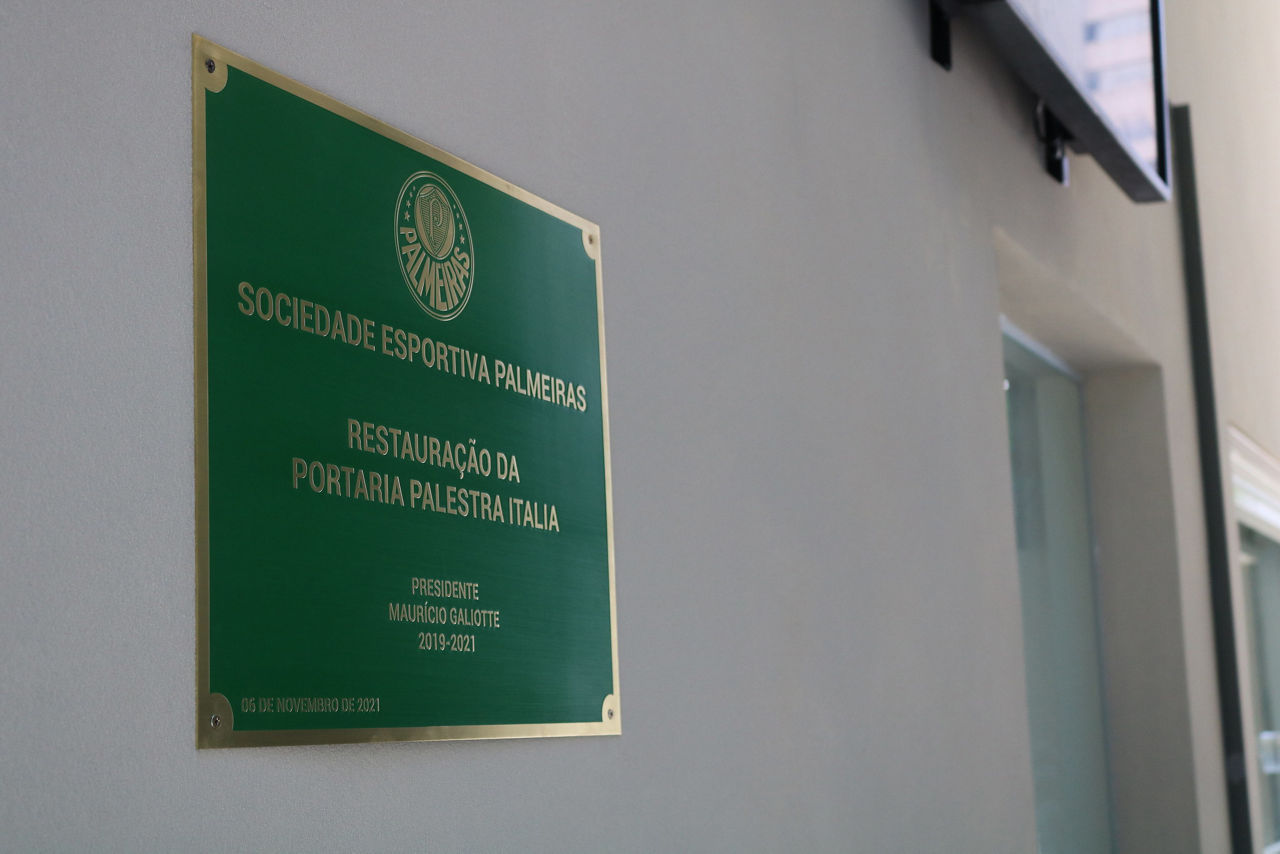 PALMEIRAS
SOCIEDADE ESPORTIVA PALMEIRAS
RESTAURAÇÃO DA
PORTARIA PALESTRA ITALIA
PRESIDENTE
MAURÍCIO GALIOTTE
2019-2021
06 DE NOVEMBRO DE 2021